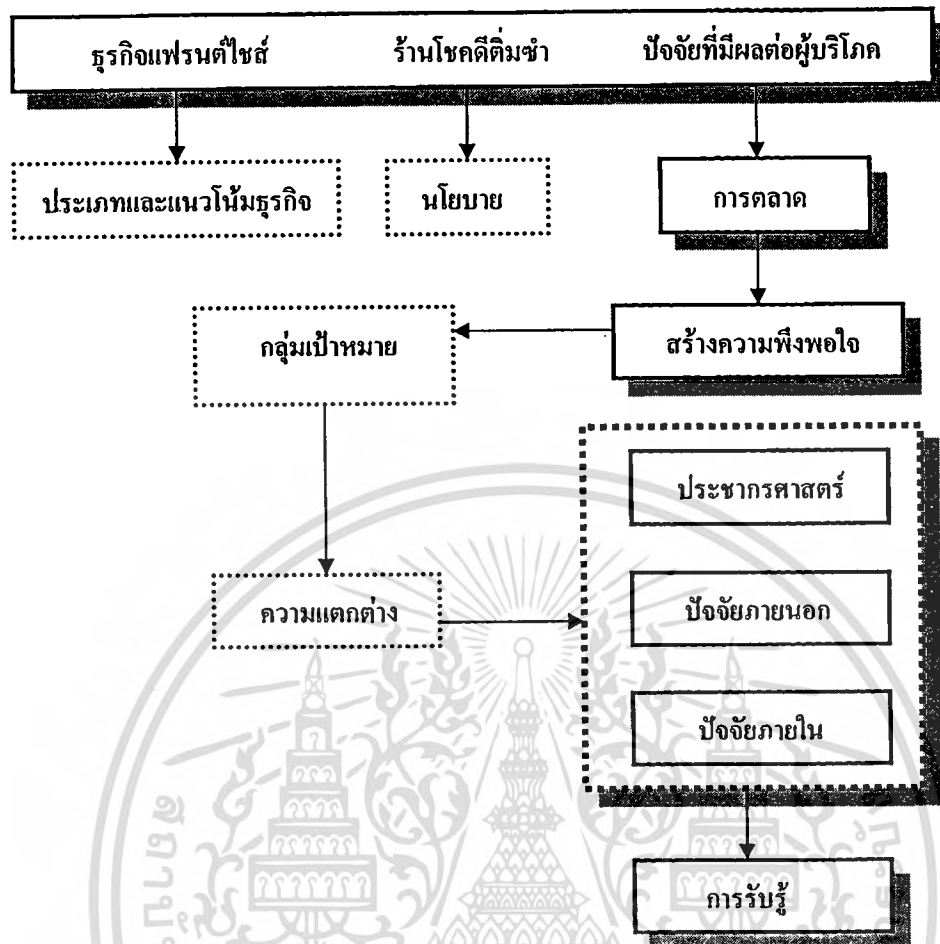 ธุรกิจแฟรนต์ไชส์ ร้านโชคดีติ่มซำ ปัจจัยที่มีผลต่อผู้บริโภค
ประเภทและแนวโน้มธุรกิจ นโยบาย การตลาด
กลุ่มเป้าหมาย สร้างความพึงพอใจ
ประชากรศาสตร์
ความแตกต่าง ปัจจัยภายนอก
ปัจจัยภายใน
การรับรู้